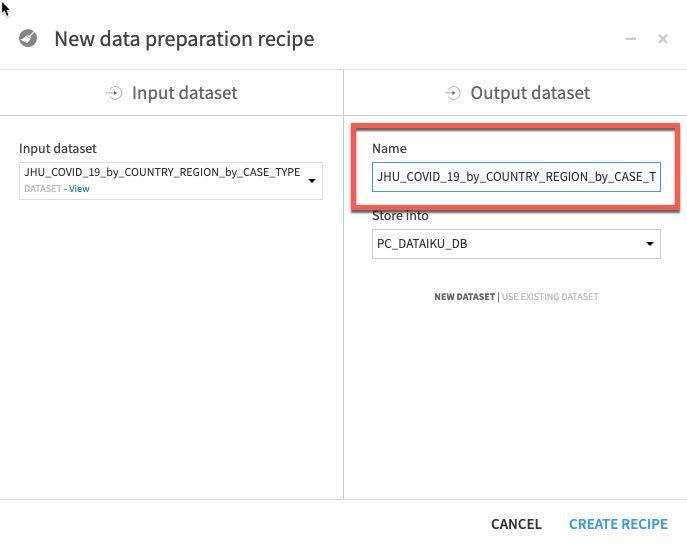 New data preparation recipe
Input dataset
Output dataset
Input dataset
JHU_COVID_19_by_COUNTRY_REGION_by_CASE_TYPE
DATASET - View
Name
JHU_COVID_19_by_COUNTRY_REGION_by_CASE_T
Store into
PC_DATAIKU_DB
NEW DATASET | USE EXISTING DATASET
CANCEL
CREATE RECIPE